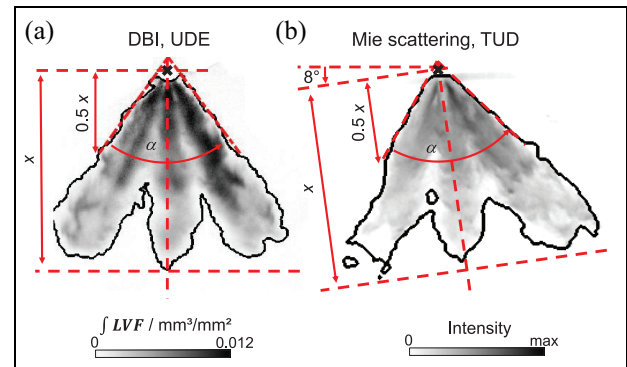 (a)
DBI, UDE
x
0.5 x
α
∫ LVF / mm³/mm²
0
0.012
(b)
Mie scattering, TUD
8°
x
0.5 x
α
Intensity
0
max